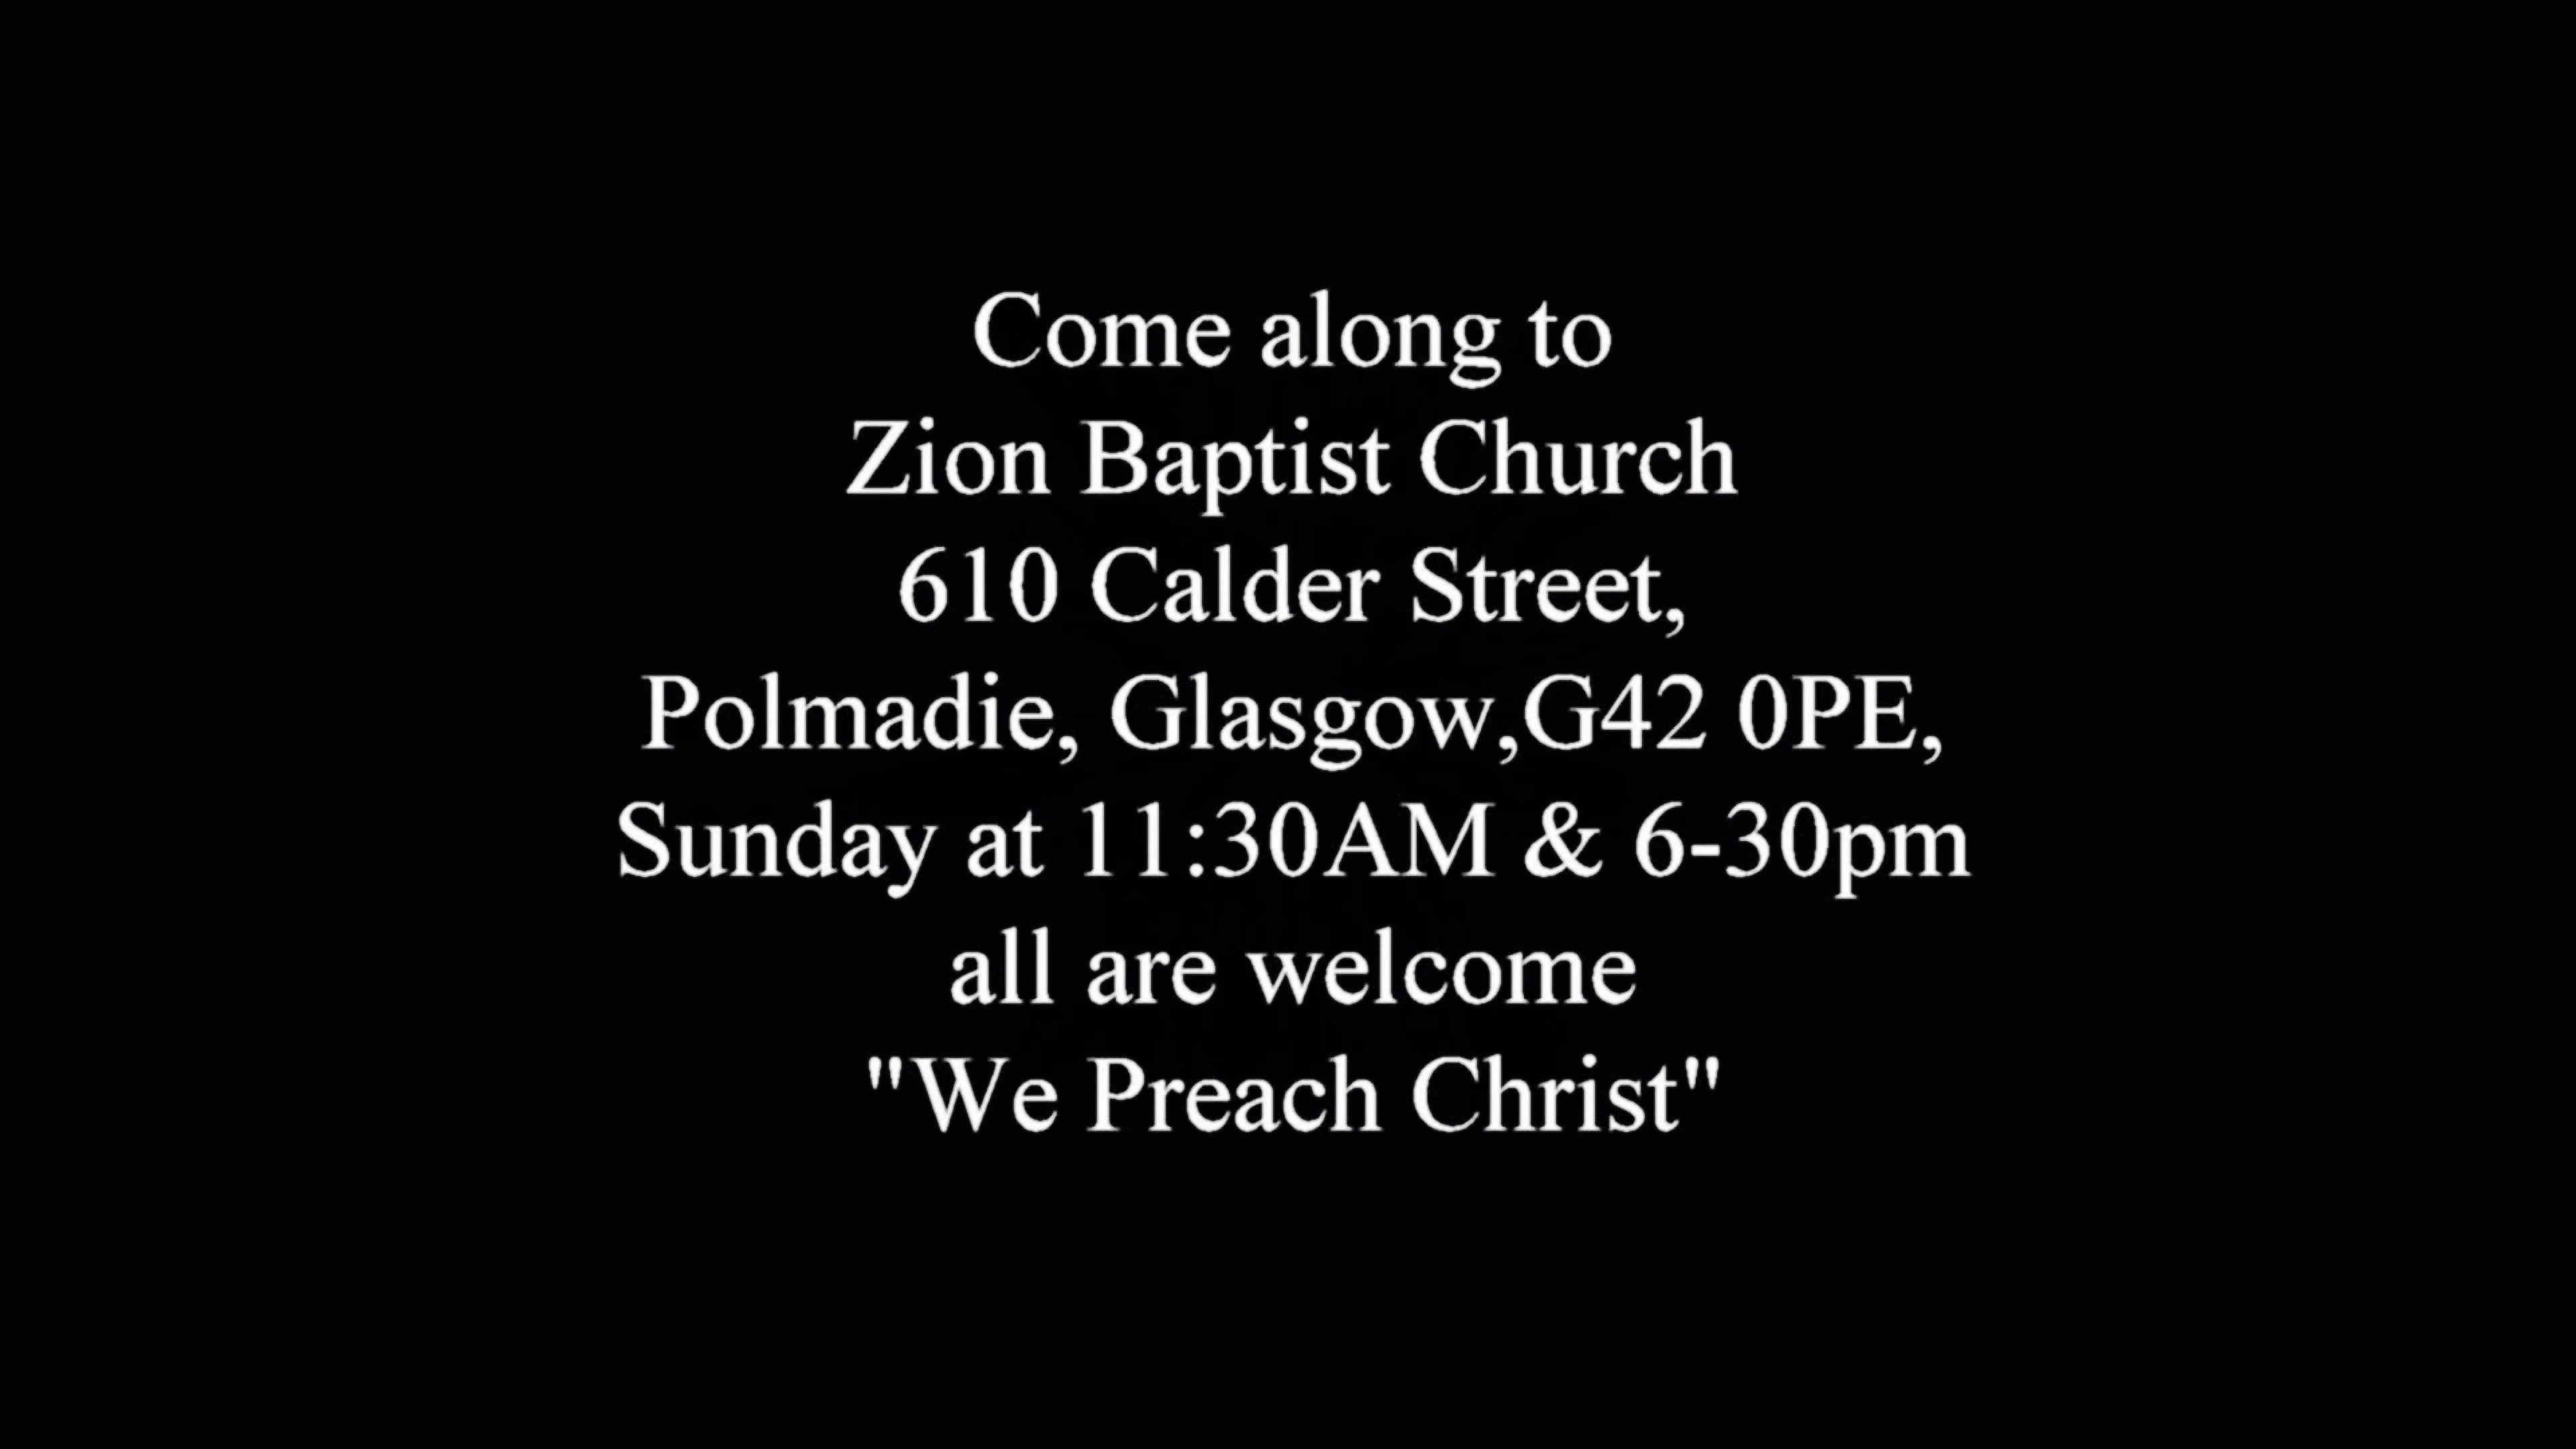 Come along to
Zion Baptist Church
610 Calder Street,
Polmadie, Glasgow,G42 0PE,
Sunday at 11:30AM & 6-30pm
all are welcome
"We Preach Christ"